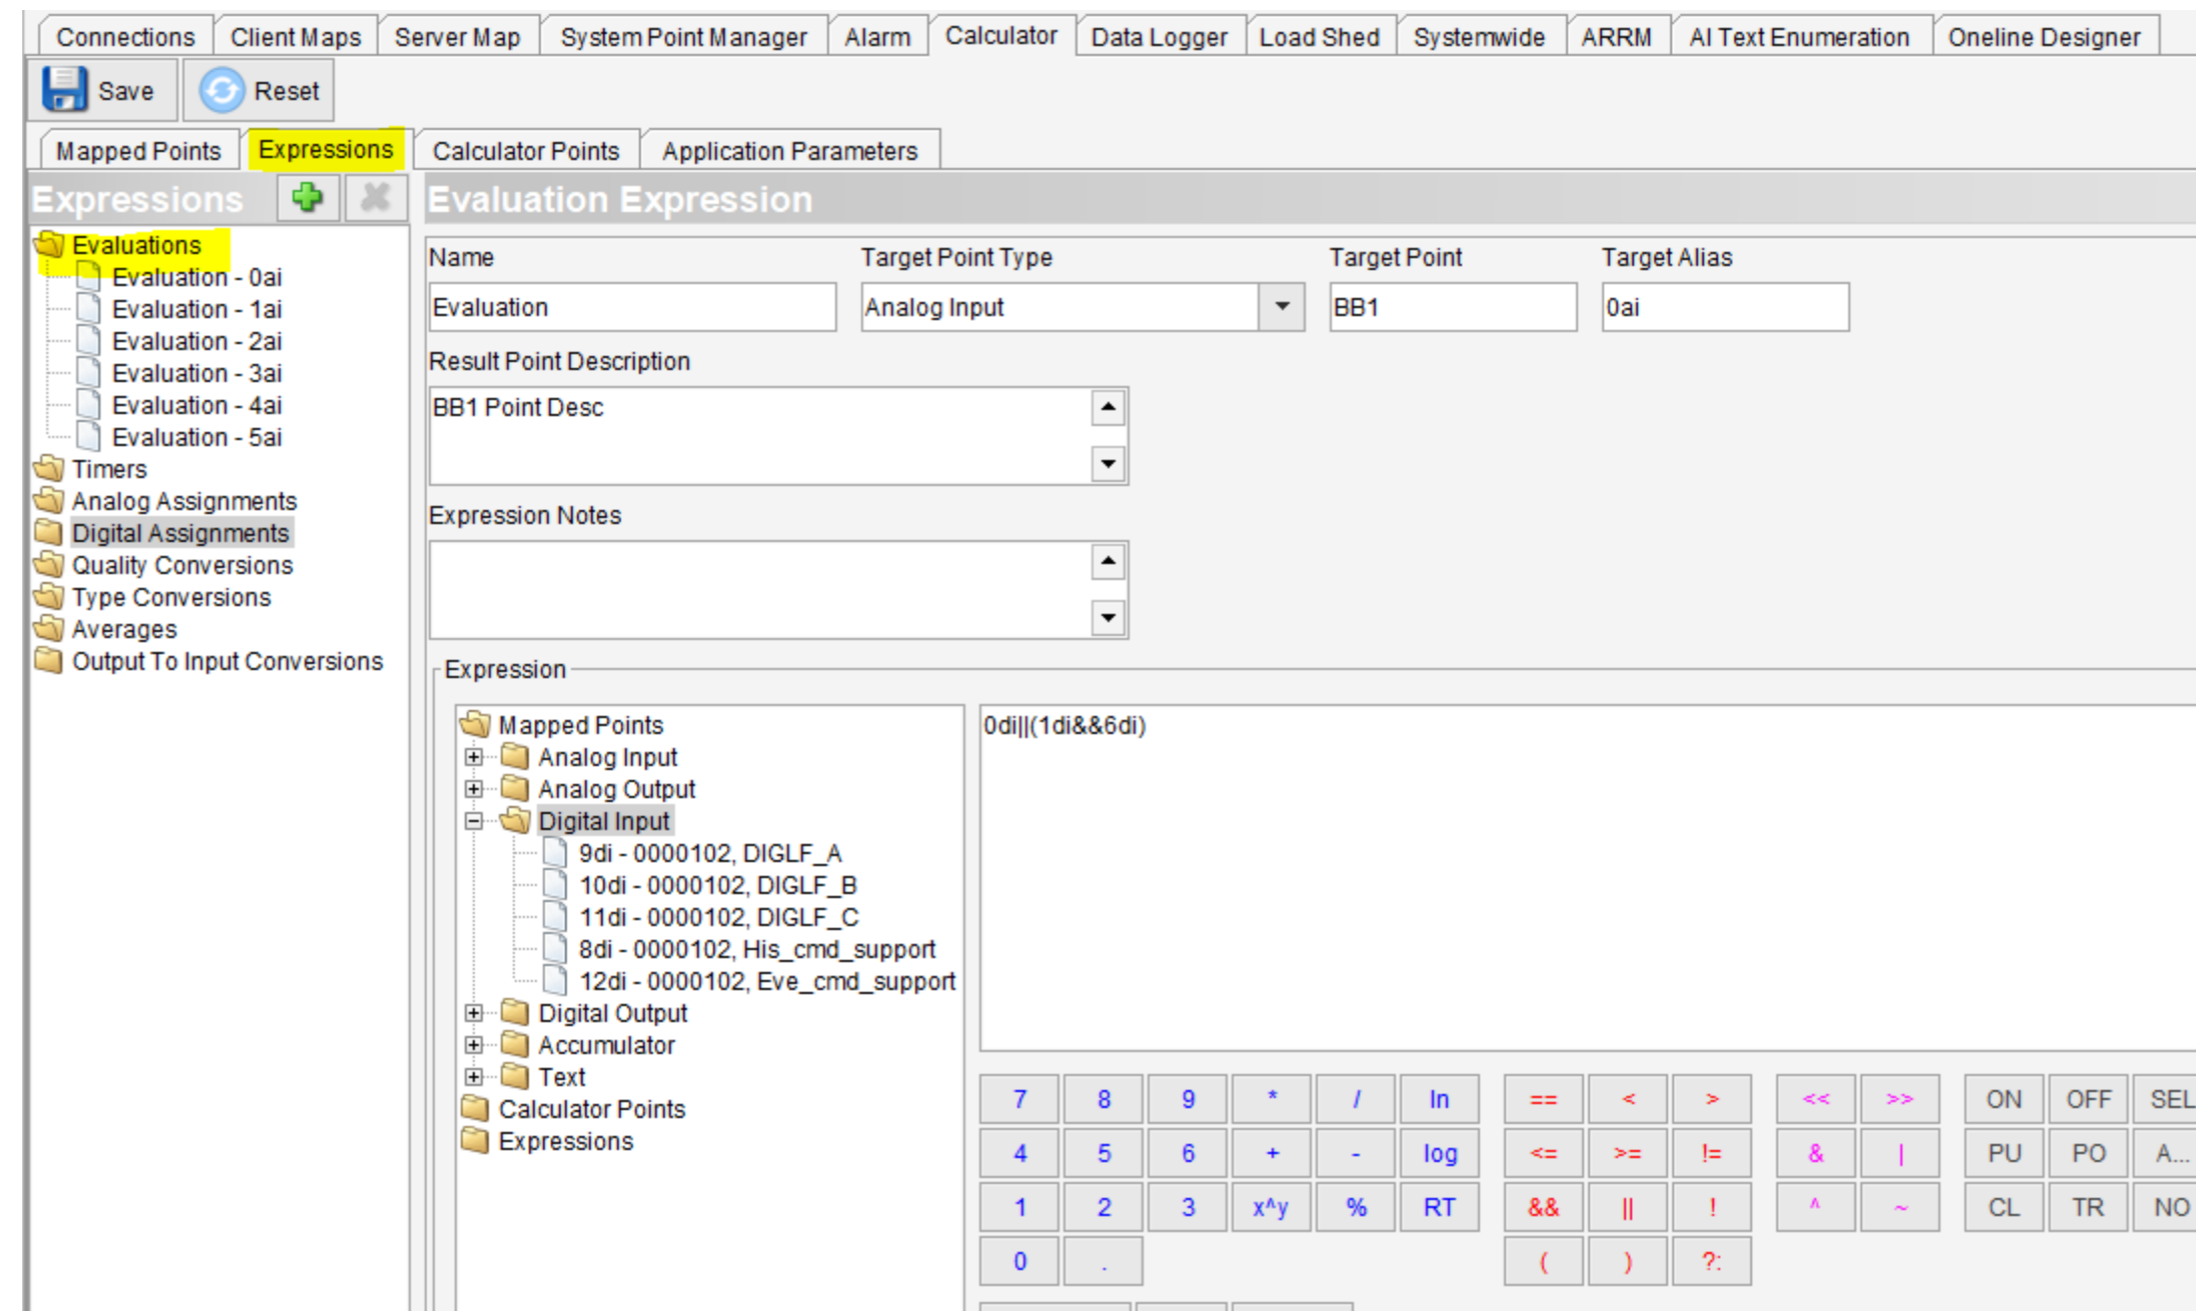 Connections Client Maps Server Map System Point Manager Alarm Calculator Data Logger Load Shed Systemwide ARRM AI Text Enumeration Oneline Designer
Save Reset
Mapped Points Expressions Calculator Points Application Parameters
Expressions
Evaluations
Evaluation - 0ai
Evaluation - 1ai
Evaluation - 2ai
Evaluation - 3ai
Evaluation - 4ai
Evaluation - 5ai
Timers
Analog Assignments
Digital Assignments
Quality Conversions
Type Conversions
Averages
Output To Input Conversions
Evaluation Expression
Name Target Point Type Target Point Target Alias
Evaluation Analog Input BB1 0ai
Result Point Description
BB1 Point Desc
Expression Notes
Expression
Mapped Points
Analog Input
Analog Output
Digital Input
9di - 0000102, DIGLF_A
10di - 0000102, DIGLF_B
11di - 0000102, DIGLF_C
8di - 0000102, His_cmd_support
12di - 0000102, Eve_cmd_support
Digital Output
Accumulator
Text
Calculator Points
Expressions
0di||(1di&&6di)
7 8 9 * / ln == < > << >> ON OFF SEL
4 5 6 + - log <= >= != & | PU PO A...
1 2 3 x^y % RT && || ! ^ ~ CL TR NO
0 . ( ) ?: